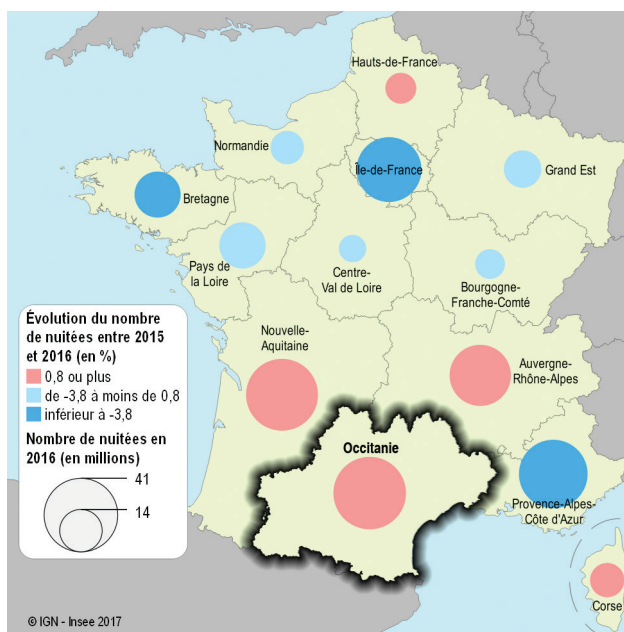 Hauts-de-France
Normandie
Île-de-France
Grand Est
Bretagne
Pays de
la Loire
Centre-
Val de Loire
Bourgogne-
Franche-Comté
Évolution du nombre
de nuitées entre 2015
et 2016 (en %)
0,8 ou plus
de -3,8 à moins de 0,8
inférieur à -3,8
Nombre de nuitées en
2016 (en millions)
41
14
Nouvelle-
Aquitaine
Auvergne-
Rhône-Alpes
Occitanie
Provence-Alpes-
Côte d'Azur
Corse
© IGN - Insee 2017